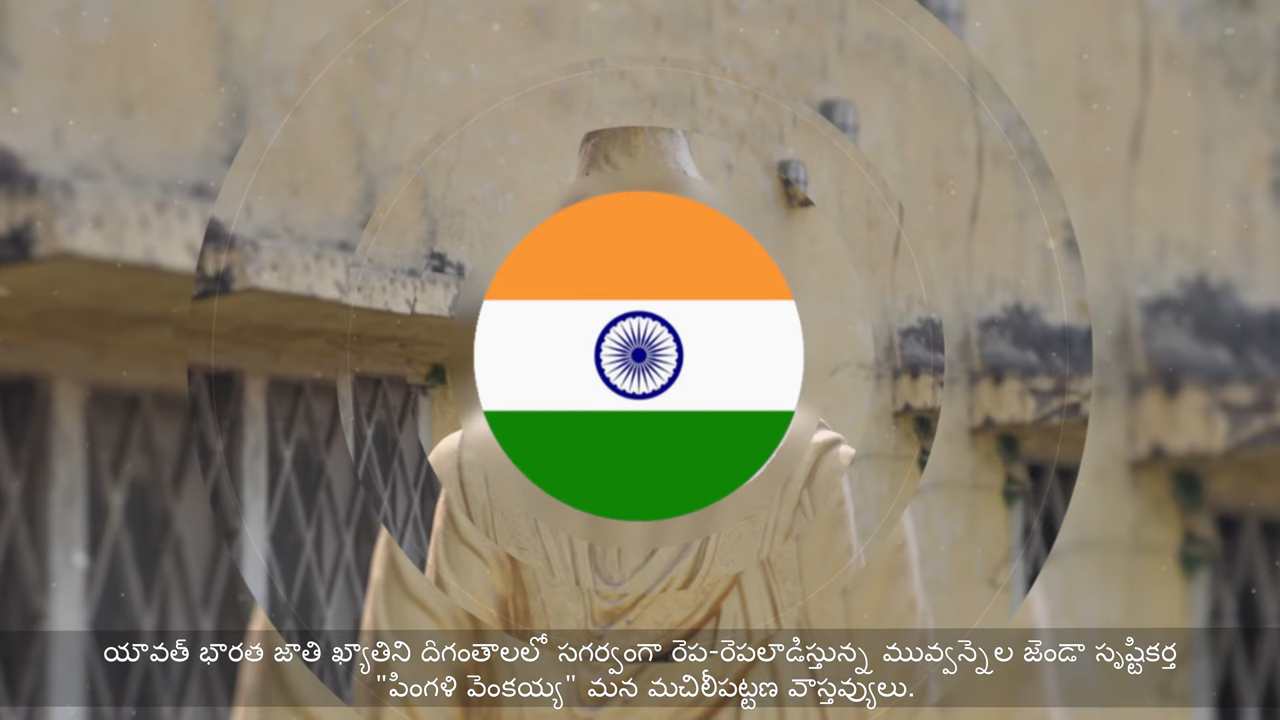 యావత్ భారత జాతి ఖ్యాతిని దిగంతాలలో సగర్వంగా రెప-రెపలాడిస్తున్న మువ్వన్నెల జెండా సృష్టికర్త
"పింగళి వెంకయ్య" మన మచిలీపట్టణ వాస్తవ్యులు.